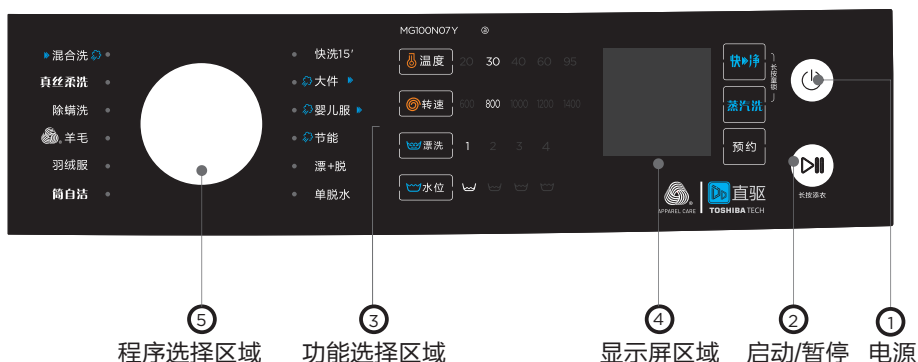 MG100N07Y ③
混合洗
真丝柔洗
除螨洗
羊毛
羽绒服
筒自洁
快洗15'
大件
婴儿服
节能
漂+脱
单脱水
温度 20 30 40 60 95
转速 600 800 1000 1200 1400
漂洗 1 2 3 4
水位
快净
蒸汽洗
预约
长按童锁
长按添衣
APPAREL CARE
直驱
TOSHIBA TECH
⑤ ③ ④ ② ①
程序选择区域 功能选择区域 显示屏区域 启动/暂停 电源